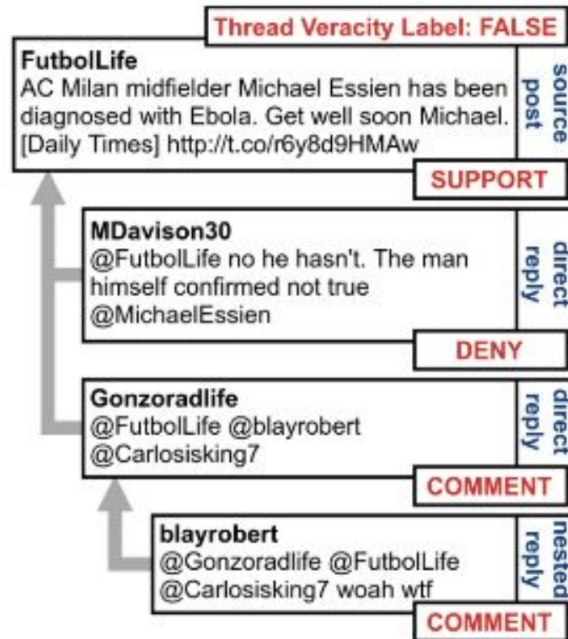 Thread Veracity Label: FALSE
FutbolLife
AC Milan midfielder Michael Essien has been
diagnosed with Ebola. Get well soon Michael.
[Daily Times] http://t.co/r6y8d9HMAw
source
post
SUPPORT
MDavison30
@FutbolLife no he hasn't. The man
himself confirmed not true
@MichaelEssien
direct
reply
DENY
Gonzoradlife
@FutbolLife @blayrobert
@Carlosisking7
direct
reply
COMMENT
blayrobert
@Gonzoradlife @FutbolLife
@Carlosisking7 woah wtf
nested
reply
COMMENT